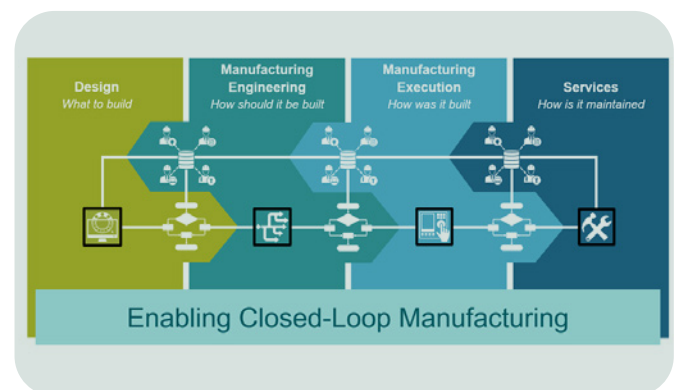 Design
What to build
Manufacturing
Engineering
How should it be built
Manufacturing
Execution
How was it built
Services
How is it maintained
Enabling Closed-Loop Manufacturing